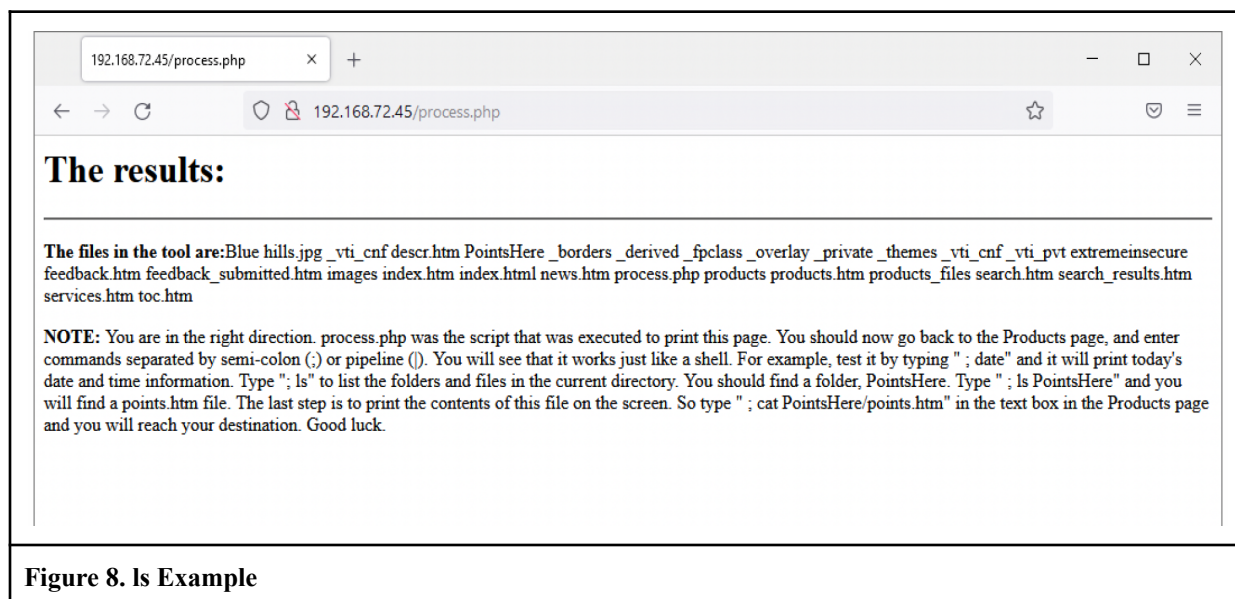 192.168.72.45/process.php
192.168.72.45/process.php
The results:
The files in the tool are:Blue hills.jpg _vti_cnf descr.htm PointsHere _borders _derived _fpclass _overlay _private _themes _vti_cnf _vti_pvt extremeinsecure
feedback.htm feedback_submitted.htm images index.htm index.html news.htm process.php products products.htm products_files search.htm search_results.htm
services.htm toc.htm
NOTE: You are in the right direction. process.php was the script that was executed to print this page. You should now go back to the Products page, and enter
commands separated by semi-colon (;) or pipeline (|). You will see that it works just like a shell. For example, test it by typing " ; date" and it will print today's
date and time information. Type "; ls" to list the folders and files in the current directory. You should find a folder, PointsHere. Type " ; ls PointsHere" and you
will find a points.htm file. The last step is to print the contents of this file on the screen. So type " ; cat PointsHere/points.htm" in the text box in the Products page
and you will reach your destination. Good luck.
Figure 8. ls Example